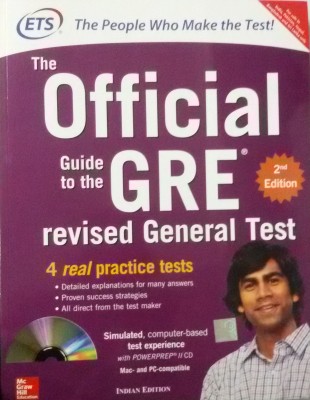 ETS The People Who Make the Test!
The
Official
Guide
to the
GRE®
2nd
Edition
revised General Test
4 real practice tests
• Detailed explanations for many answers
• Proven success strategies
• All direct from the test maker
Simulated, computer-based
test experience
with POWERPREP® II CD
Mac- and PC-compatible
Mc
Graw
Hill
Education
INDIAN EDITION